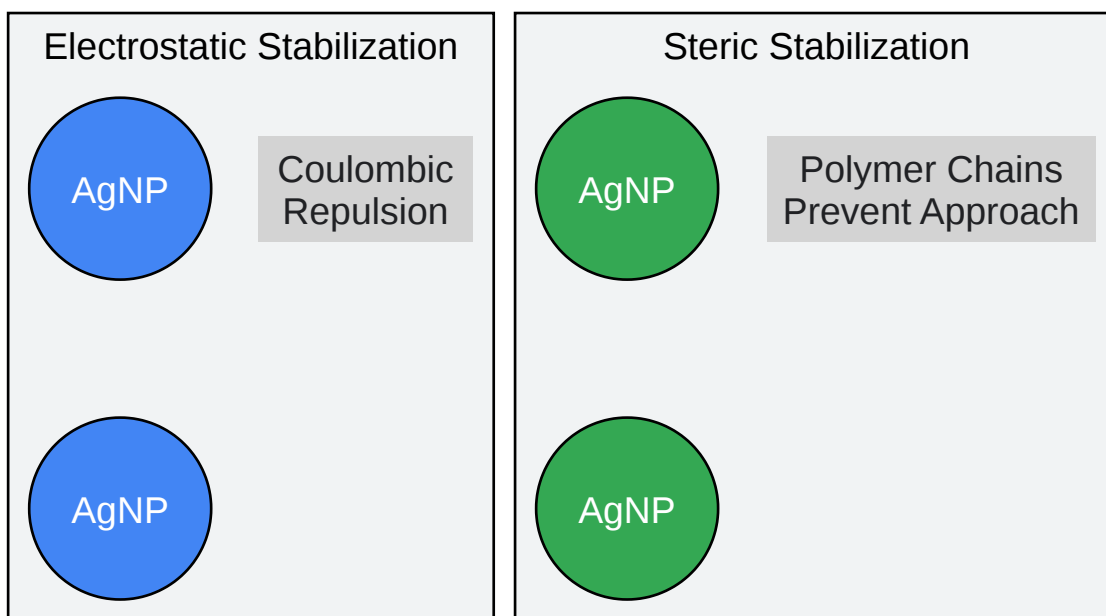 Electrostatic Stabilization
AgNP
Coulombic
Repulsion
AgNP
Steric Stabilization
AgNP
Polymer Chains
Prevent Approach
AgNP